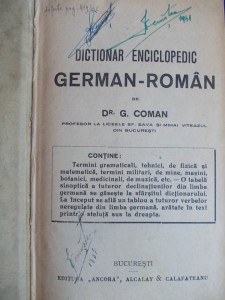 DICTIONAR ENCICLOPEDIC
GERMAN-ROMÂN
DE
DR. G. COMAN
PROFESOR LA LICEELE SF. SAVA ŞI MIHAI VITEAZUL
DIN BUCUREŞTI
CONŢINE:
Termini gramaticali, tehnici, de fizică şi
matematică, termini militari, de mine, maşini,
botanici, medicinali, de muzică, etc. — O tabelă
sinoptică a tuturor declinaţiunilor din limba
germană se găseşte la sfârşitul dicţionarului.
La început se află un tablou a tuturor verbelor
neregulate din limba germană, arătate în text
printr'o steluţă sus la dreapta.
BUCUREŞTI
EDITURA „ANCORA", ALCALAY & CALAFATEANU